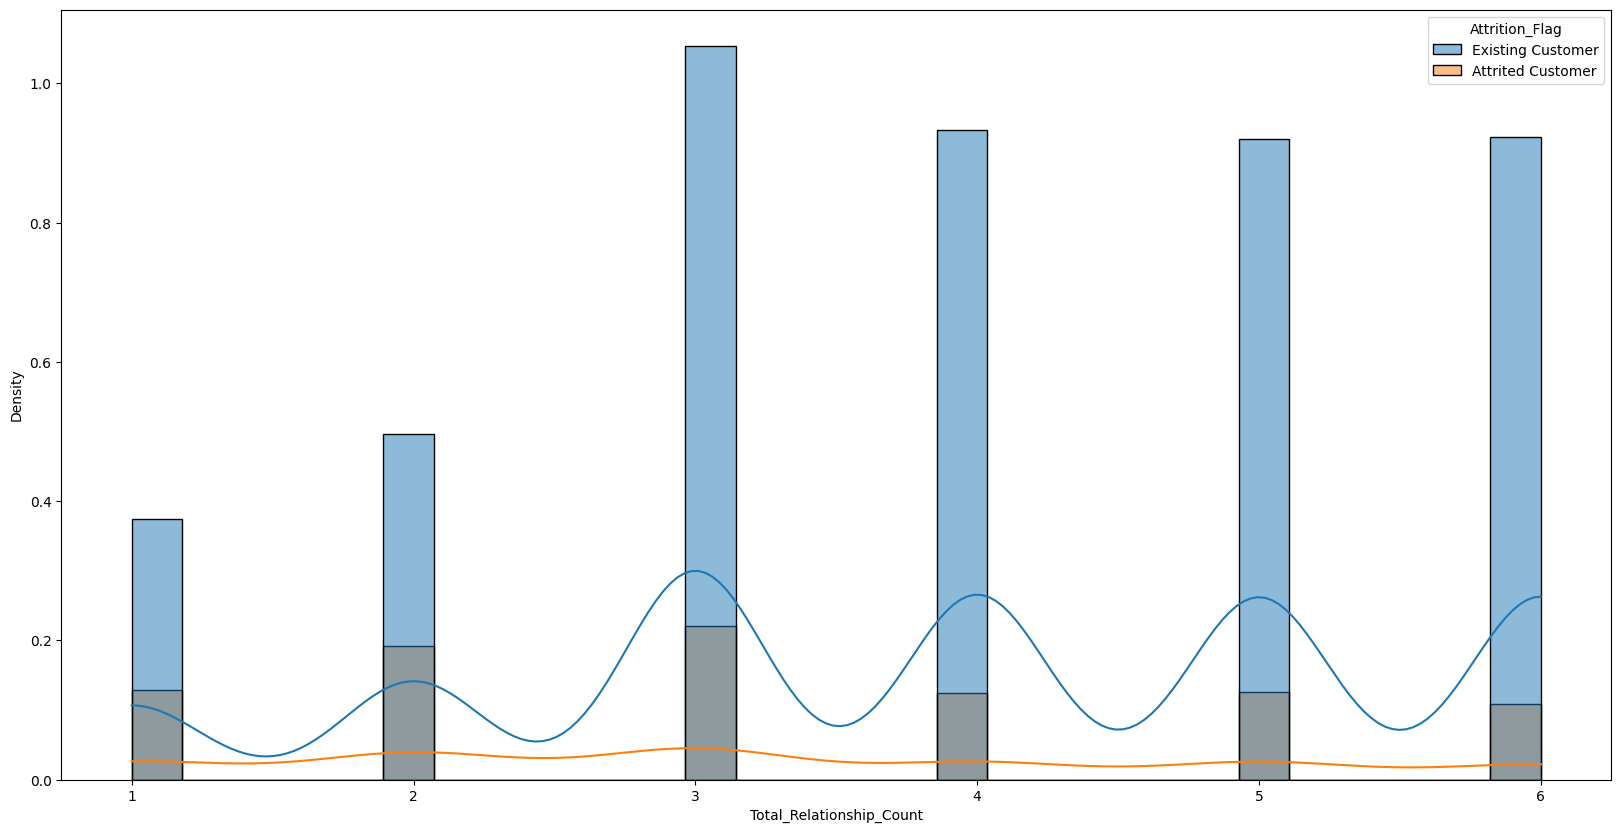 Attrition_Flag
Existing Customer
Attrited Customer
Density
1.0
0.8
0.6
0.4
0.2
0.0
1 2 3 4 5 6
Total_Relationship_Count